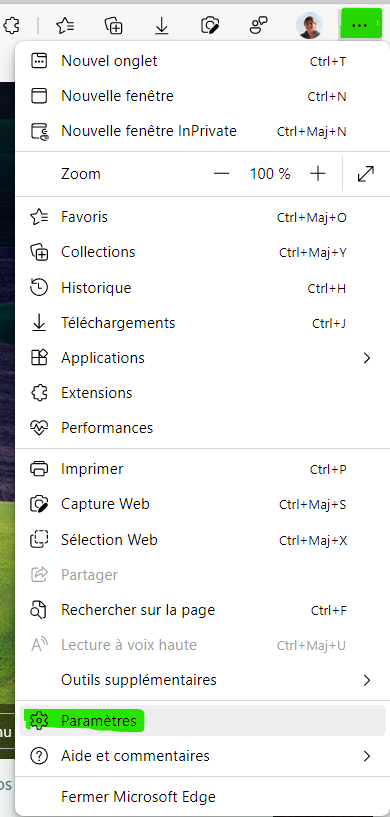 Nouvel onglet Ctrl+T
Nouvelle fenêtre Ctrl+N
Nouvelle fenêtre InPrivate Ctrl+Maj+N
Zoom — 100 % +
Favoris Ctrl+Maj+O
Collections Ctrl+Maj+Y
Historique Ctrl+H
Téléchargements Ctrl+J
Applications
Extensions
Performances
Imprimer Ctrl+P
Capture Web Ctrl+Maj+S
Sélection Web Ctrl+Maj+X
Partager
Rechercher sur la page Ctrl+F
Lecture à voix haute Ctrl+Maj+U
Outils supplémentaires
Paramètres
Aide et commentaires
Fermer Microsoft Edge